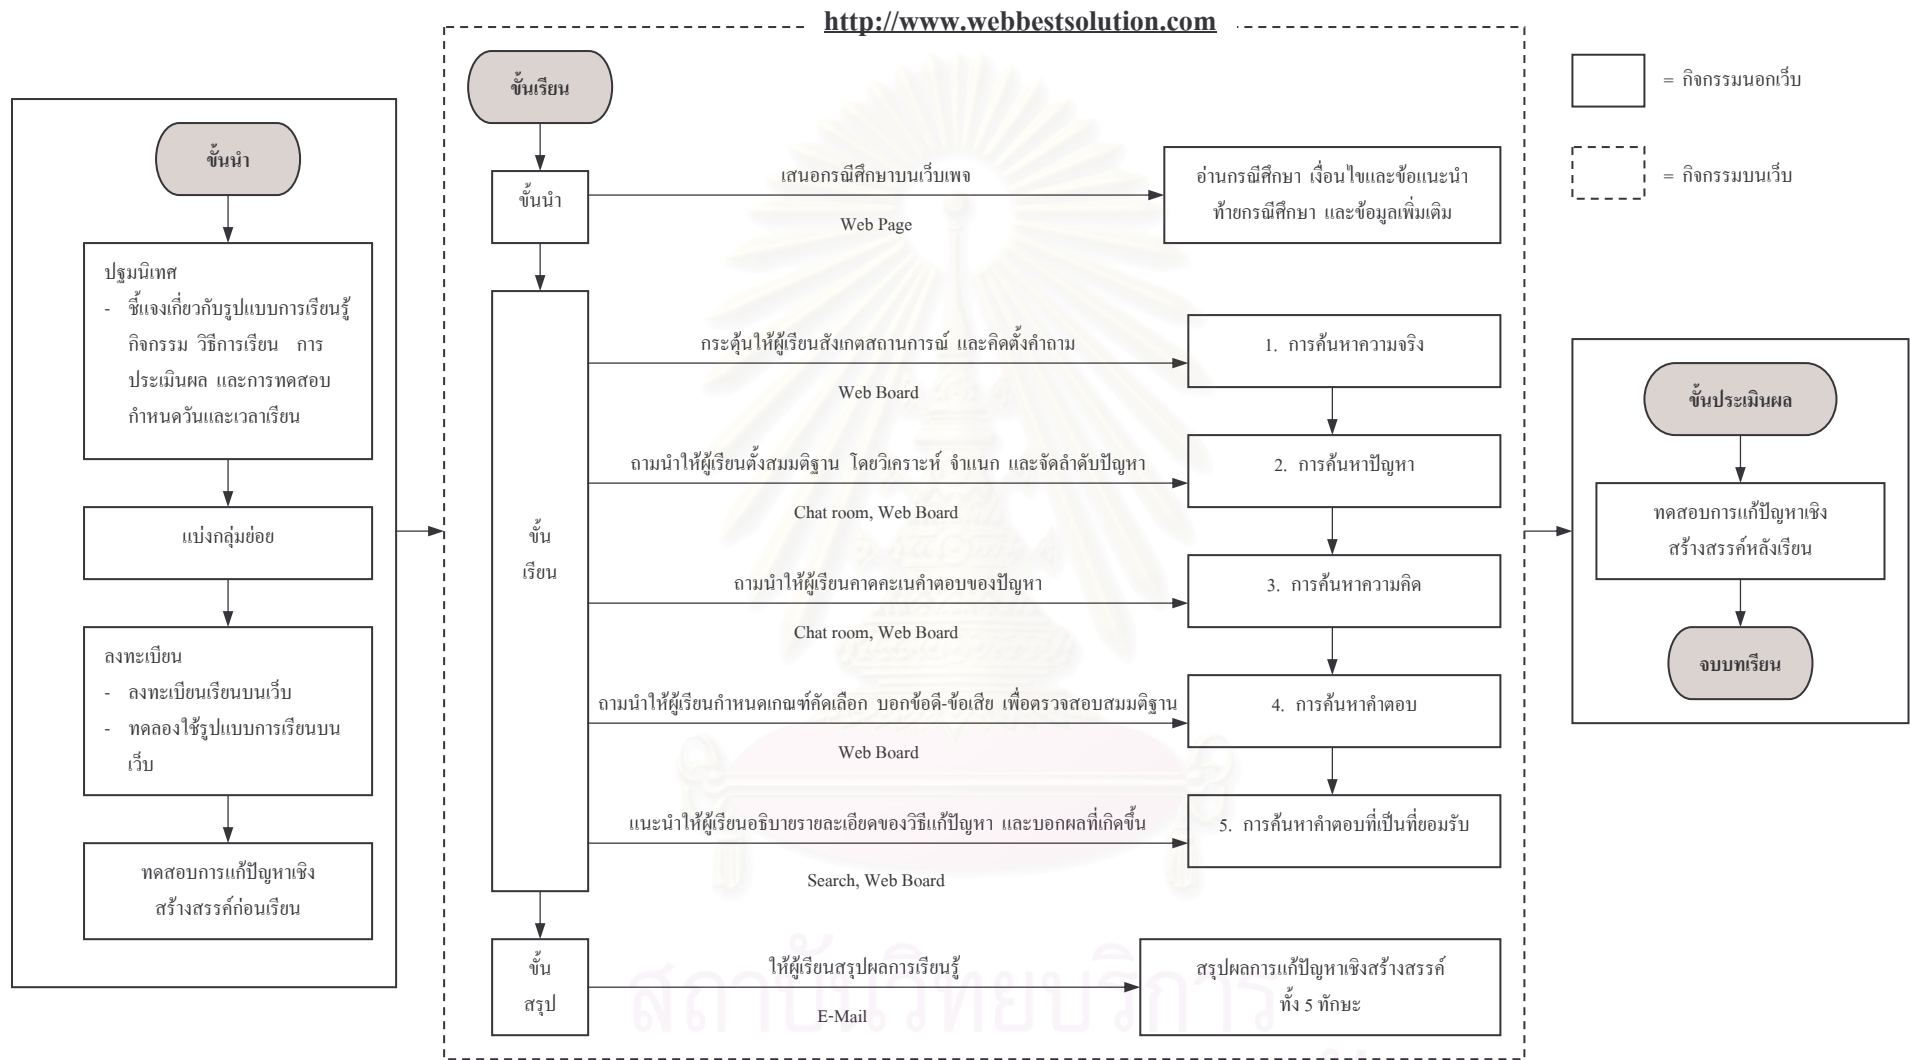 http://www.webbestsolution.com
ขั้นนำ
ปฐมนิเทศ
- ชี้แจงเกี่ยวกับรูปแบบการเรียนรู้
กิจกรรม วิธีการเรียน การ
ประเมินผล และการทดสอบ
กำหนดวันและเวลาเรียน
แบ่งกลุ่มย่อย
ลงทะเบียน
- ลงทะเบียนเรียนบนเว็บ
- ทดลองใช้รูปแบบการเรียนบน
เว็บ
ทดสอบการแก้ปัญหาเชิง
สร้างสรรค์ก่อนเรียน
ขั้นเรียน
ขั้นนำ
เสนอกรณีศึกษาบนเว็บเพจ
Web Page
อ่านกรณีศึกษา เงื่อนไขและข้อแนะนำ
ท้ายกรณีศึกษา และข้อมูลเพิ่มเติม
ขั้น
เรียน
กระตุ้นให้ผู้เรียนสังเกตสถานการณ์ และคิดตั้งคำถาม
Web Board
1. การค้นหาความจริง
ถามนำให้ผู้เรียนตั้งสมมติฐาน โดยวิเคราะห์ จำแนก และจัดลำดับปัญหา
Chat room, Web Board
2. การค้นหาปัญหา
ถามนำให้ผู้เรียนคาดคะเนคำตอบของปัญหา
Chat room, Web Board
3. การค้นหาความคิด
ถามนำให้ผู้เรียนกำหนดเกณฑ์คัดเลือก บอกข้อดี-ข้อเสีย เพื่อตรวจสอบสมมติฐาน
Web Board
4. การค้นหาคำตอบ
แนะนำให้ผู้เรียนอธิบายรายละเอียดของวิธีแก้ปัญหา และบอกผลที่เกิดขึ้น
Search, Web Board
5. การค้นหาคำตอบที่เป็นที่ยอมรับ
ขั้น
สรุป
ให้ผู้เรียนสรุปผลการเรียนรู้
E-Mail
สรุปผลการแก้ปัญหาเชิงสร้างสรรค์
ทั้ง 5 ทักษะ
สถาบันวิทยบริการ
= กิจกรรมนอกเว็บ
= กิจกรรมบนเว็บ
ขั้นประเมินผล
ทดสอบการแก้ปัญหาเชิง
สร้างสรรค์หลังเรียน
จบบทเรียน